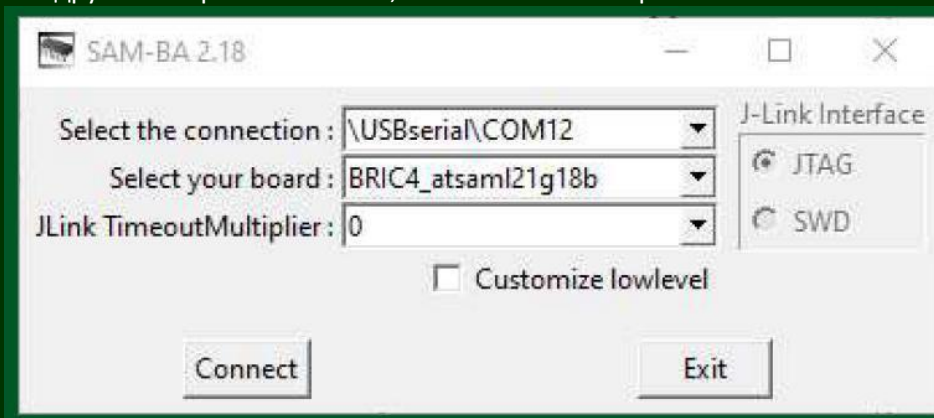 SAM-BA 2.18
Select the connection : \USBserial\COM12
Select your board : BRIC4_atsaml21g18b
JLink TimeoutMultiplier : 0
Customize lowlevel
J-Link Interface
JTAG
SWD
Connect
Exit